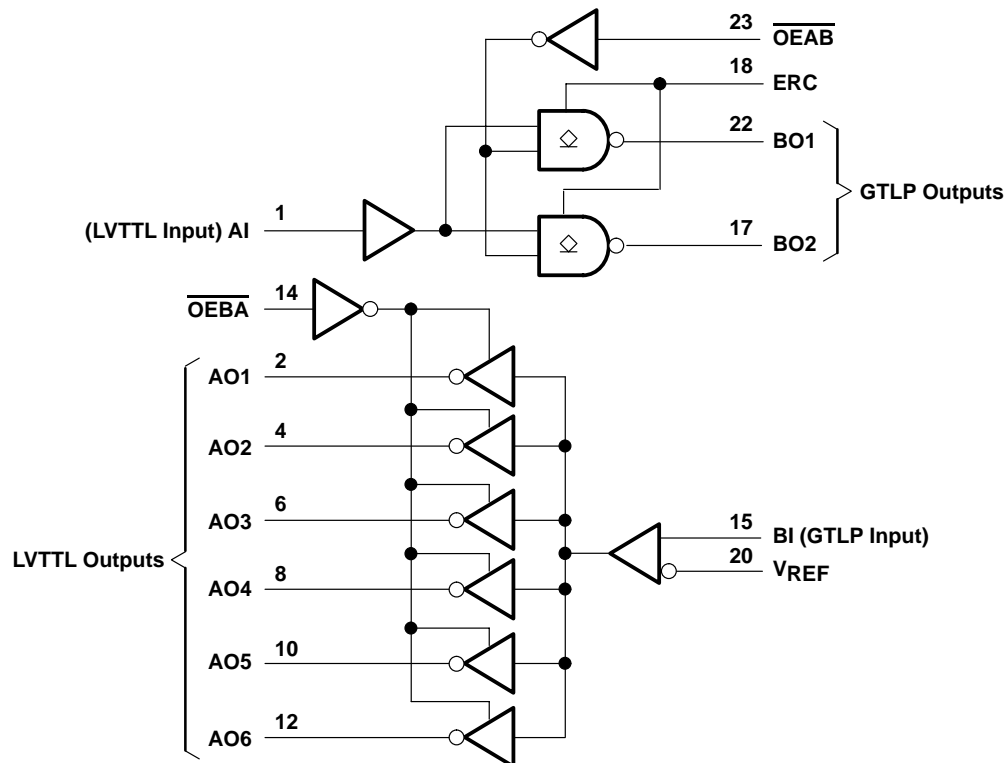 23
OEAB
18
ERC
22
BO1
GTLP Outputs
17
BO2
(LVTTL Input) AI
1
OEBA
14
AO1
2
AO2
4
AO3
6
LVTTL Outputs
AO4
8
AO5
10
AO6
12
15
BI (GTLP Input)
20
VREF